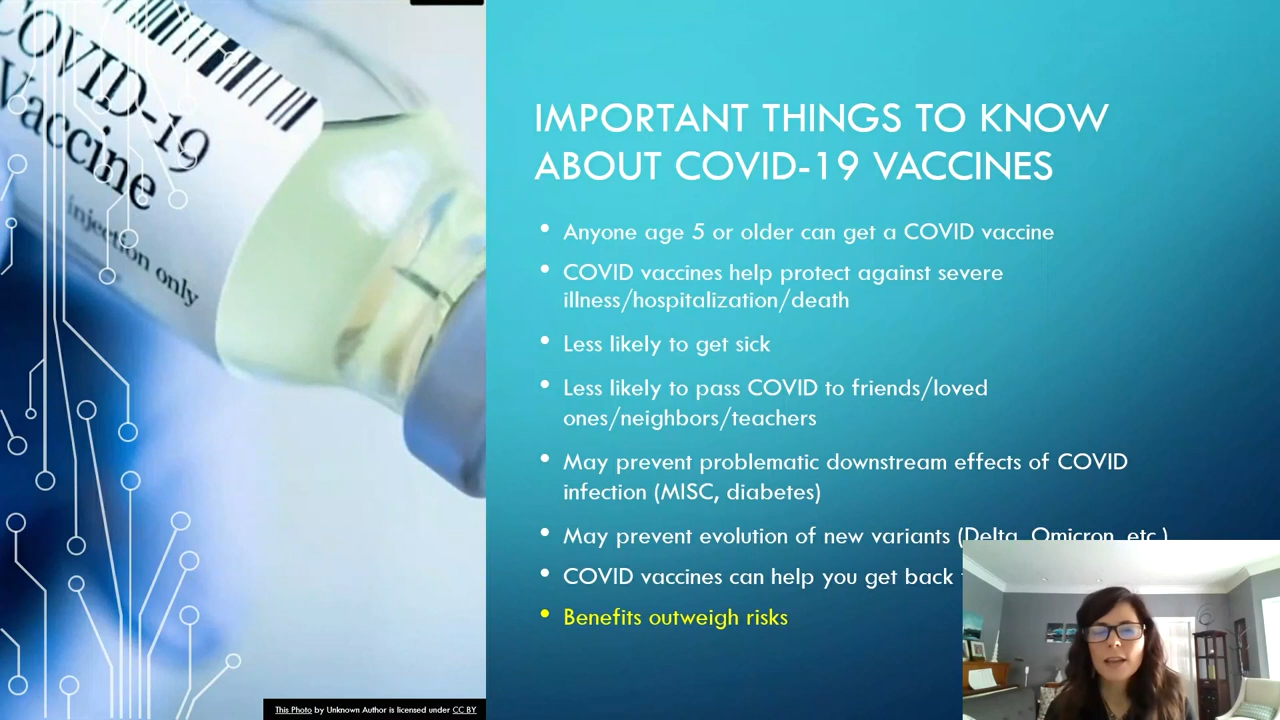 COVID-19
Vaccine
injection only
IMPORTANT THINGS TO KNOW
ABOUT COVID-19 VACCINES
• Anyone age 5 or older can get a COVID vaccine
• COVID vaccines help protect against severe
illness/hospitalization/death
• Less likely to get sick
• Less likely to pass COVID to friends/loved
ones/neighbors/teachers
• May prevent problematic downstream effects of COVID
infection (MISC, diabetes)
• May prevent evolution of new variants (Delta, Omicron, etc.)
• COVID vaccines can help you get back
• Benefits outweigh risks
This Photo by Unknown Author is licensed under CC BY